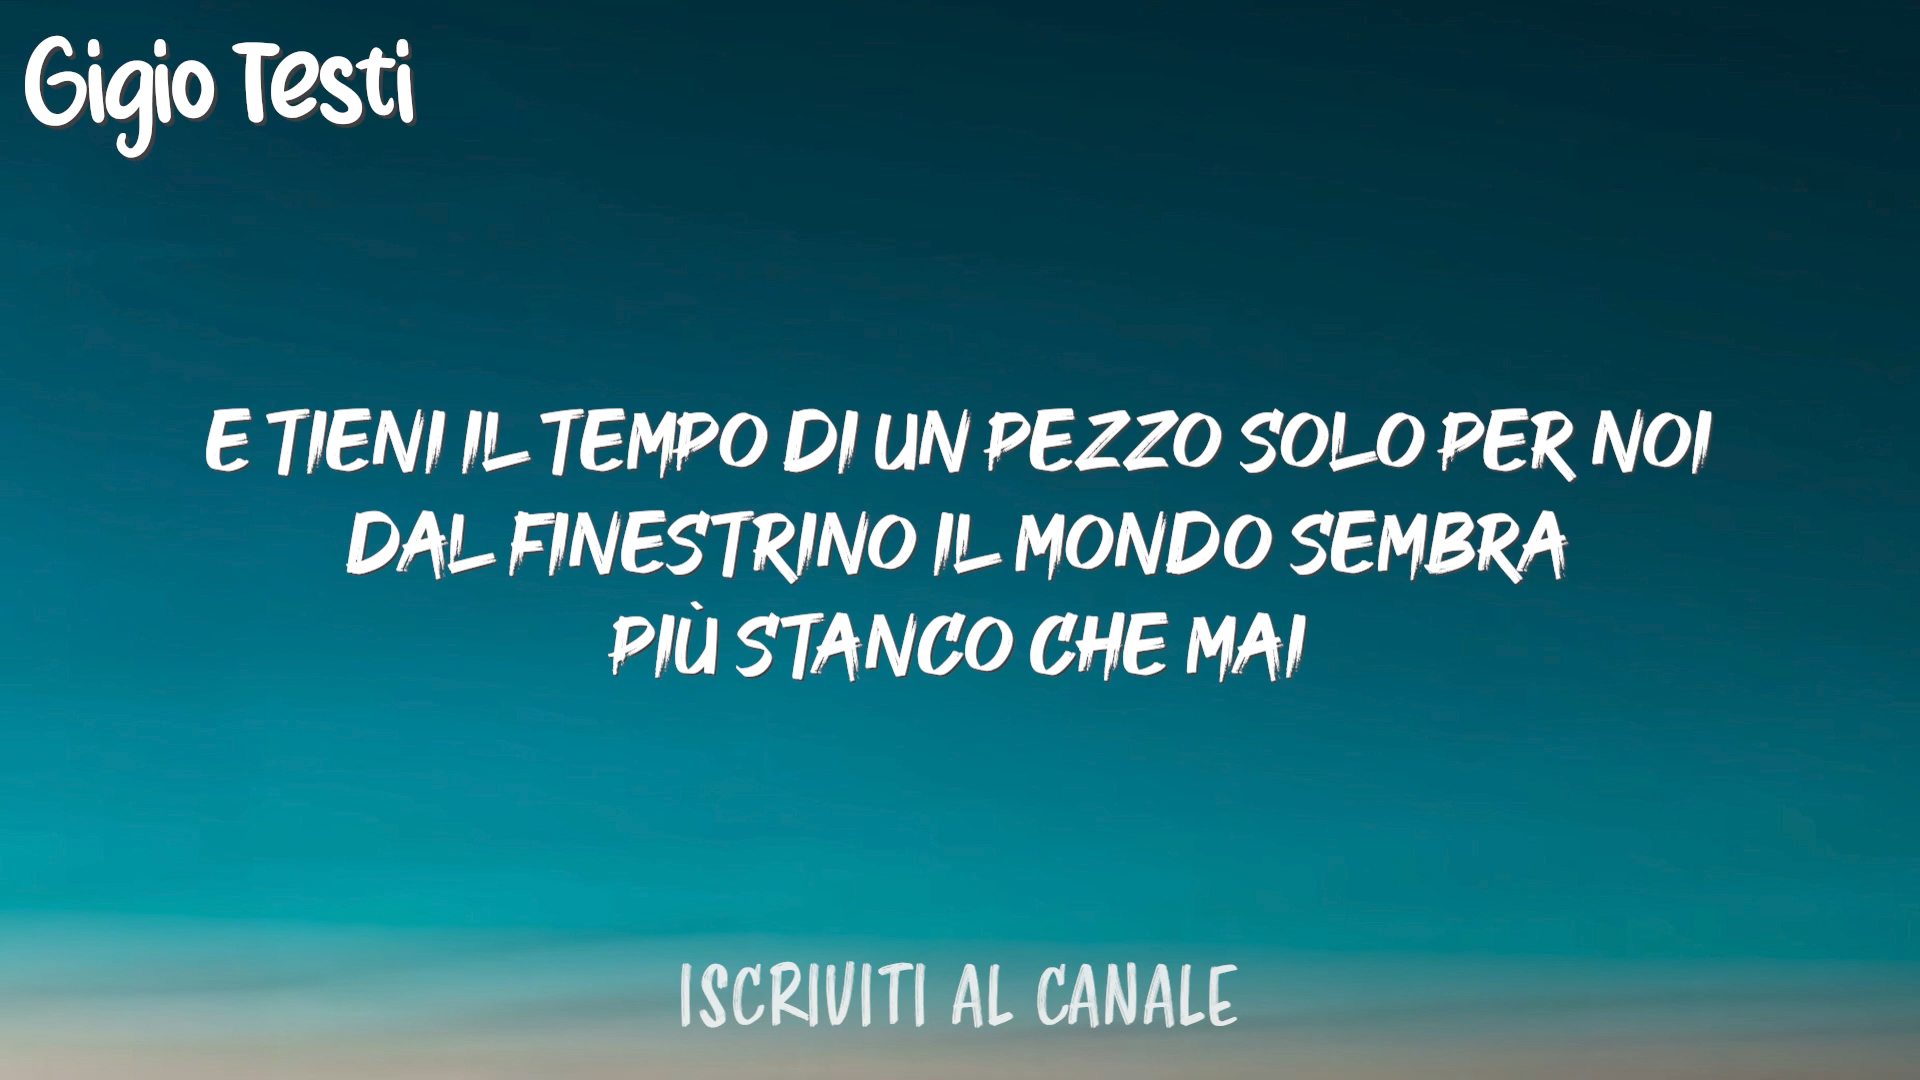 Gigio Testi
E TIENI IL TEMPO DI UN PEZZO SOLO PER NOI
DAL FINESTRINO IL MONDO SEMBRA
PIÙ STANCO CHE MAI
ISCRIVITI AL CANALE